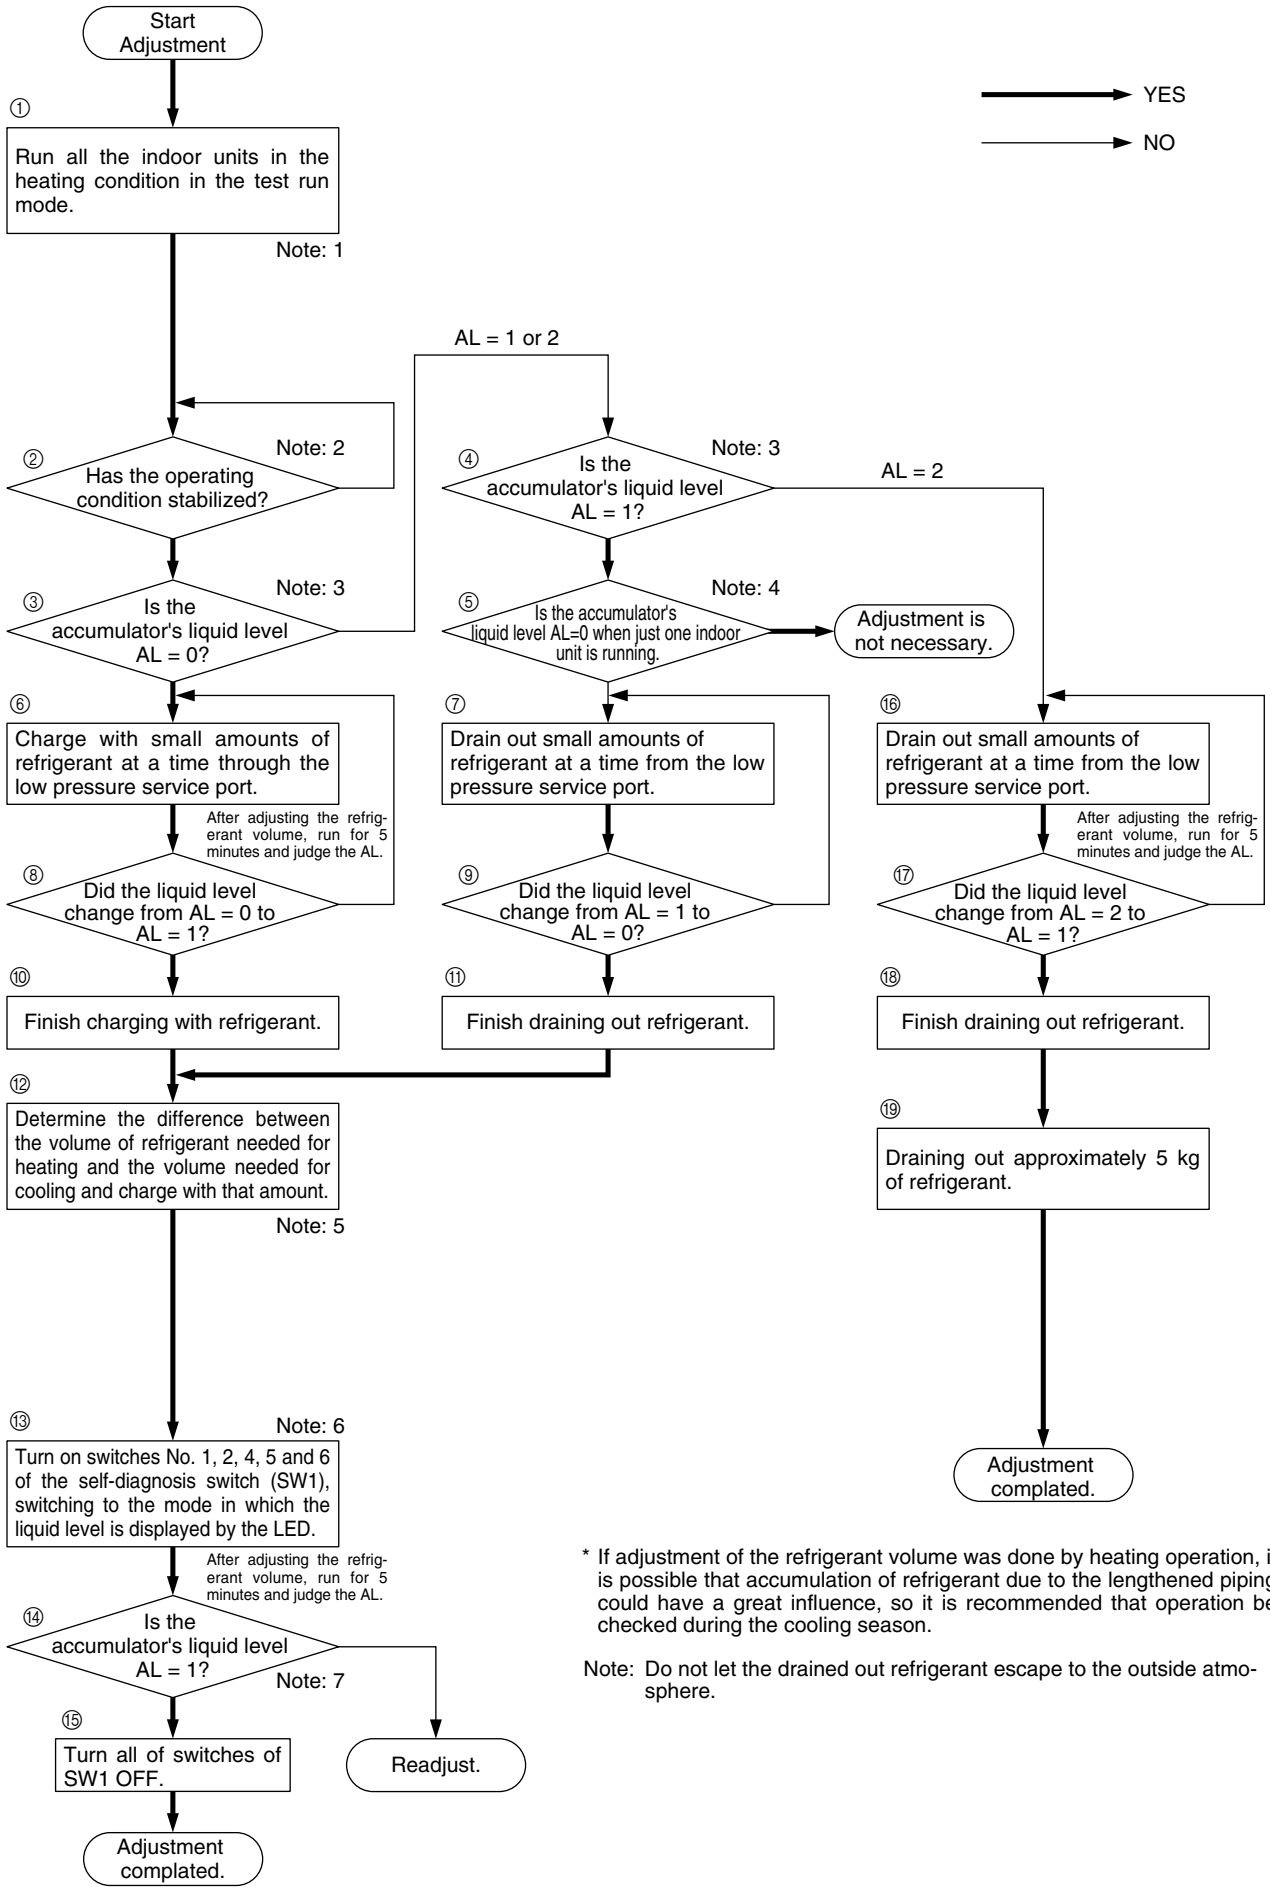 Start
Adjustment
YES
NO
①
Run all the indoor units in the
heating condition in the test run
mode.
Note: 1
AL = 1 or 2
②
Note: 2
Has the operating
condition stabilized?
④
Note: 3
Is the
accumulator's liquid level
AL = 1?
AL = 2
③
Note: 3
Is the
accumulator's liquid level
AL = 0?
⑤
Note: 4
Is the accumulator's
liquid level AL=0 when just one indoor
unit is running.
Adjustment is
not necessary.
⑥
Charge with small amounts of
refrigerant at a time through the
low pressure service port.
After adjusting the refrig-
erant volume, run for 5
minutes and judge the AL.
⑦
Drain out small amounts of
refrigerant at a time from the low
pressure service port.
⑯
Drain out small amounts of
refrigerant at a time from the low
pressure service port.
After adjusting the refrig-
erant volume, run for 5
minutes and judge the AL.
⑧
Did the liquid level
change from AL = 0 to
AL = 1?
⑨
Did the liquid level
change from AL = 1 to
AL = 0?
⑰
Did the liquid level
change from AL = 2 to
AL = 1?
⑩
Finish charging with refrigerant.
⑪
Finish draining out refrigerant.
⑱
Finish draining out refrigerant.
⑫
Determine the difference between
the volume of refrigerant needed for
heating and the volume needed for
cooling and charge with that amount.
Note: 5
⑲
Draining out approximately 5 kg
of refrigerant.
⑬
Note: 6
Turn on switches No. 1, 2, 4, 5 and 6
of the self-diagnosis switch (SW1),
switching to the mode in which the
liquid level is displayed by the LED.
After adjusting the refrig-
erant volume, run for 5
minutes and judge the AL.
Adjustment
complated.
⑭
Is the
accumulator's liquid level
AL = 1?
Note: 7
⑮
Turn all of switches of
SW1 OFF.
Readjust.
Adjustment
complated.
* If adjustment of the refrigerant volume was done by heating operation, i
is possible that accumulation of refrigerant due to the lengthened piping
could have a great influence, so it is recommended that operation be
checked during the cooling season.
Note: Do not let the drained out refrigerant escape to the outside atmo-
sphere.